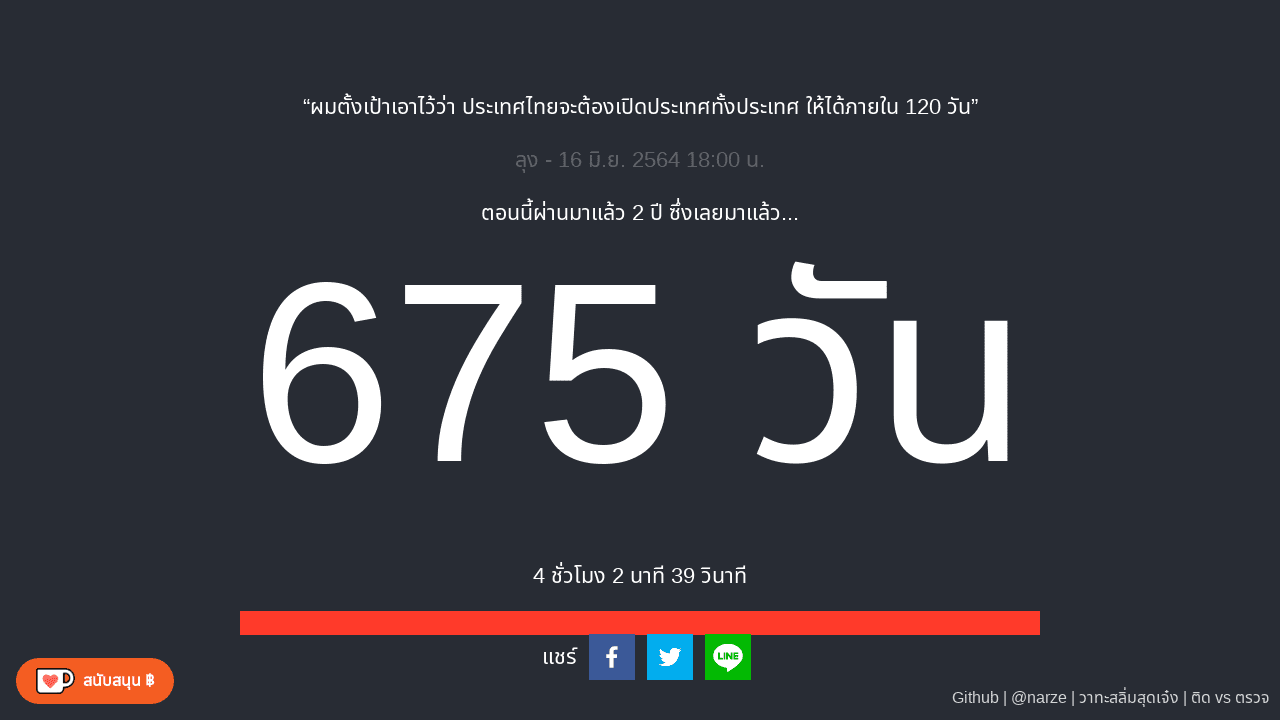 “ผมตั้งเป้าเอาไว้ว่า ประเทศไทยจะต้องเปิดประเทศทั้งประเทศ ให้ได้ภายใน 120 วัน”
ลุง - 16 มิ.ย. 2564 18:00 น.
ตอนนี้ผ่านมาแล้ว 2 ปี ซึ่งเลยมาแล้ว...
675 วัน
4 ชั่วโมง 2 นาที 39 วินาที
แชร์
LINE
สนับสนุน ฿
Github | @narze | วาทะสลิ่มสุดเจ๋ง | ติด vs ตรวจ